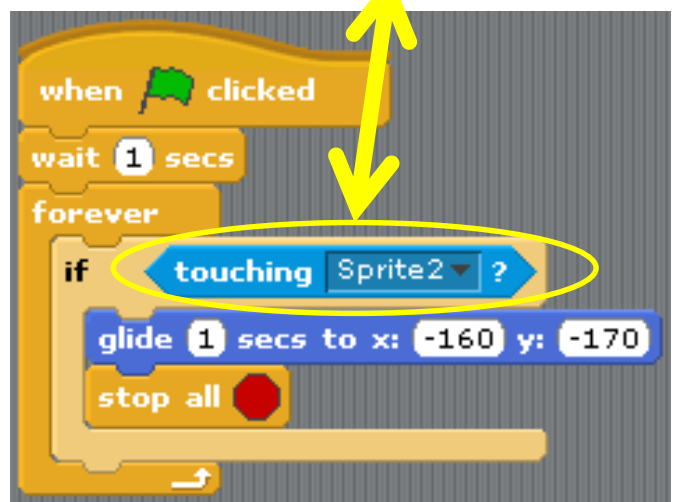 when clicked
wait 1 secs
forever
if touching Sprite2 ?
glide 1 secs to x: -160 y: -170
stop all